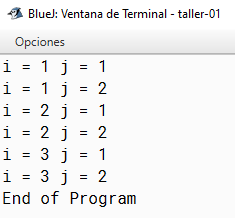 BlueJ: Ventana de Terminal - taller-01
Opciones
i = 1 j = 1
i = 1 j = 2
i = 2 j = 1
i = 2 j = 2
i = 3 j = 1
i = 3 j = 2
End of Program